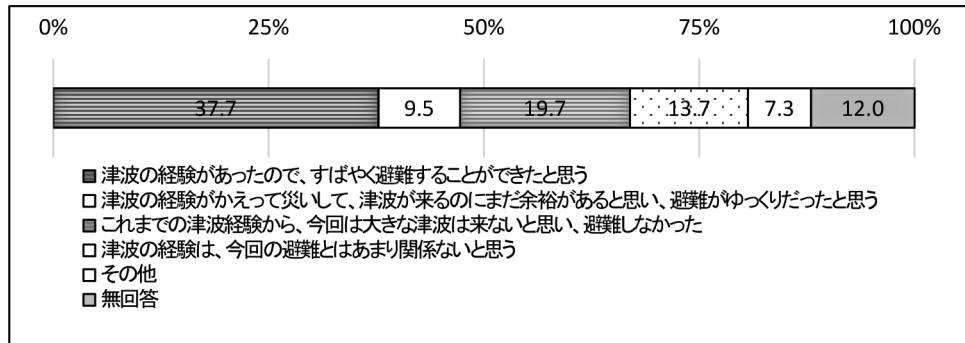 0% 25% 50% 75% 100%
37.7 9.5 19.7 13.7 7.3 12.0
津波の経験があったので、すばやく避難することができたと思う
津波の経験がかえって災いして、津波が来るのにまだ余裕があると思い、避難がゆっくりだったと思う
これまでの津波経験から、今回は大きな津波は来ないと思い、避難しなかった
津波の経験は、今回の避難とはあまり関係ないと思う
その他
無回答